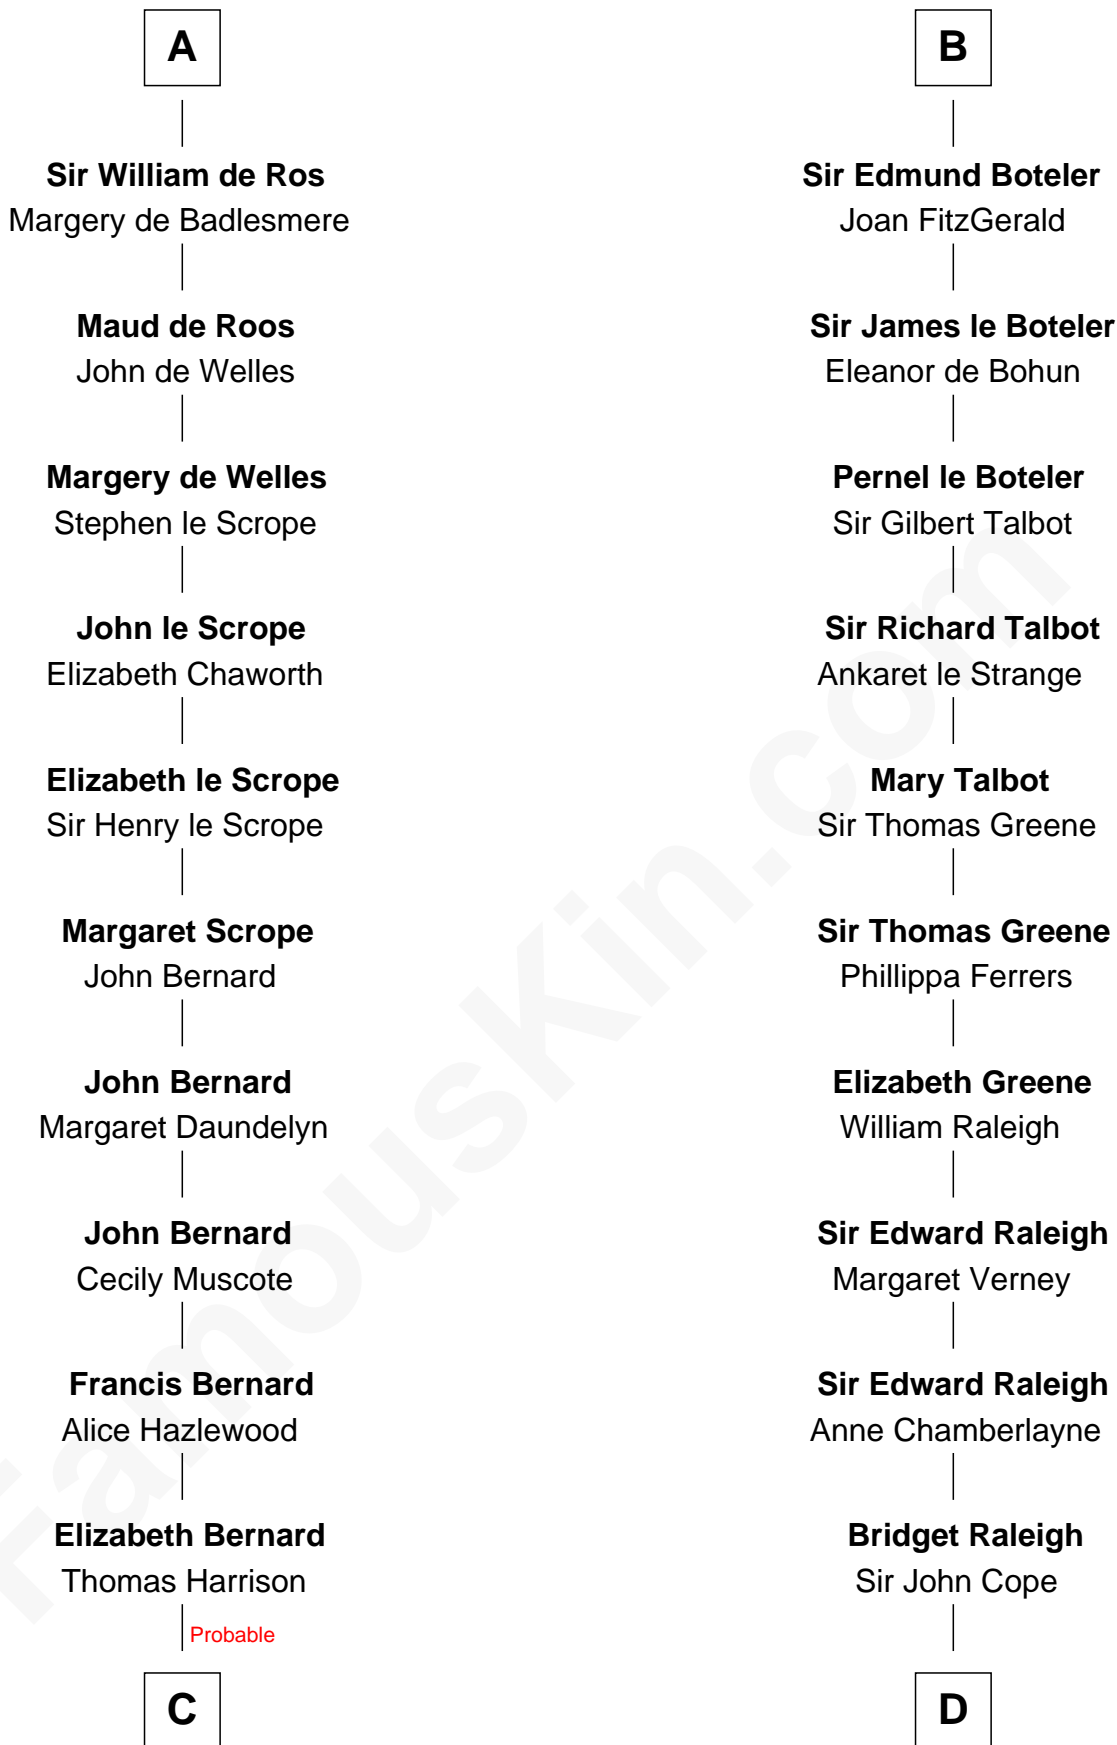 A
Sir William de Ros
Margery de Badlesmere
Maud de Roos
John de Welles
Margery de Welles
Stephen le Scrope
John le Scrope
Elizabeth Chaworth
Elizabeth le Scrope
Sir Henry le Scrope
Margaret Scrope
John Bernard
John Bernard
Margaret Daundelyn
John Bernard
Cecily Muscote
Francis Bernard
Alice Hazlewood
Elizabeth Bernard
Thomas Harrison
Probable
C
B
Sir Edmund Boteler
Joan FitzGerald
Sir James le Boteler
Eleanor de Bohun
Pernel le Boteler
Sir Gilbert Talbot
Sir Richard Talbot
Ankaret le Strange
Mary Talbot
Sir Thomas Greene
Sir Thomas Greene
Phillippa Ferrers
Elizabeth Greene
William Raleigh
Sir Edward Raleigh
Margaret Verney
Sir Edward Raleigh
Anne Chamberlayne
Bridget Raleigh
Sir John Cope
D
FamousKin.com